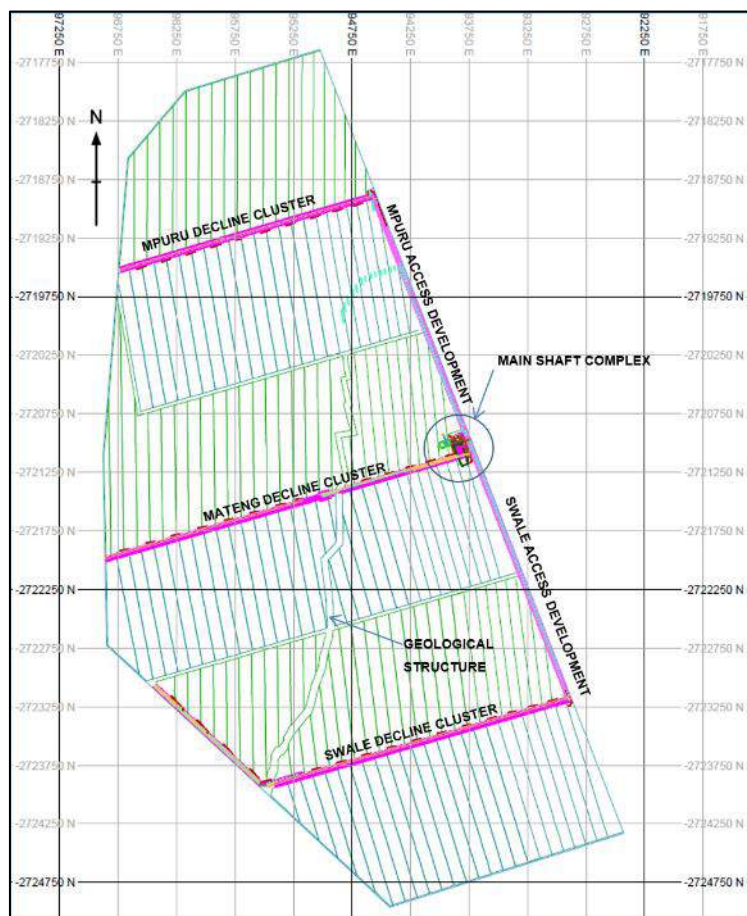 97250 E
96750 E
96250 E
95750 E
95250 E
94750 E
94250 E
93750 E
93250 E
92750 E
92250 E
91750 E
-2717750 N
-2717750 N
-2718250 N
-2718250 N
N
-2718750 N
-2718750 N
MPURU DECLINE CLUSTER
MPURU ACCESS DEVELOPMENT
-2719250 N
-2719250 N
-2719750 N
-2719750 N
-2720250 N
-2720250 N
MAIN SHAFT COMPLEX
-2720750 N
-2720750 N
-2721250 N
-2721250 N
MATENG DECLINE CLUSTER
SWALE ACCESS DEVELOPMENT
-2721750 N
-2721750 N
-2722250 N
-2722250 N
GEOLOGICAL
STRUCTURE
-2722750 N
-2722750 N
-2723250 N
-2723250 N
SWALE DECLINE CLUSTER
-2723750 N
-2723750 N
-2724250 N
-2724250 N
-2724750 N
-2724750 N